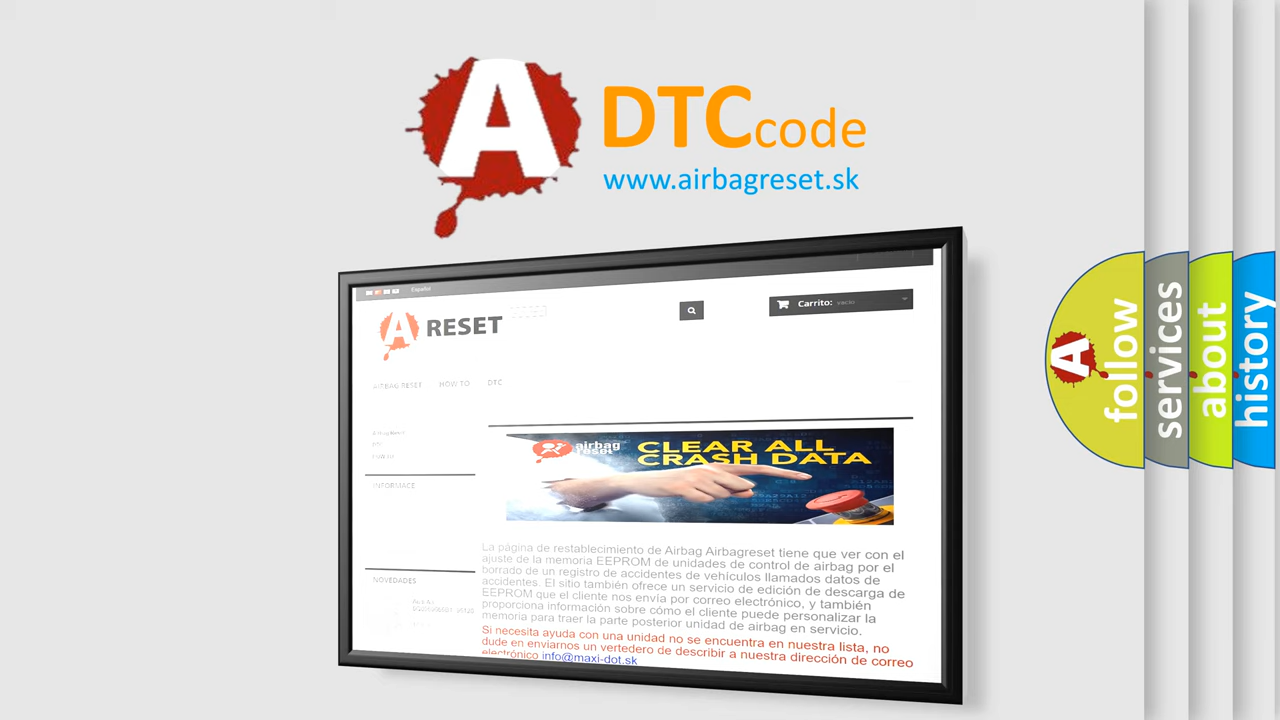 A DTCcode
www.airbagreset.sk
Español
A RESET
Carrito: vacío
AIRBAG RESET HOW TO DTC
Airbag Reset
DTC
INFORMACE
NOVEDADES
airbag
reset
CLEAR ALL
CRASH DATA
La página de restablecimiento de Airbag Airbagreset tiene que ver con el
ajuste de la memoria EEPROM de unidades de control de airbag por el
borrado de un registro de accidentes de vehículos llamados datos de
accidentes. El sitio también ofrece un servicio de edición de descarga de
EEPROM que el cliente nos envía por correo electrónico, y también
proporciona información sobre cómo el cliente puede personalizar la
memoria para traer la parte posterior unidad de airbag en servicio.
Si necesita ayuda con una unidad no se encuentra en nuestra lista, no
dude en enviarnos un vertedero de describir a nuestra dirección de correo
electrónico info@maxi-dot.sk
A follow
services
about
history